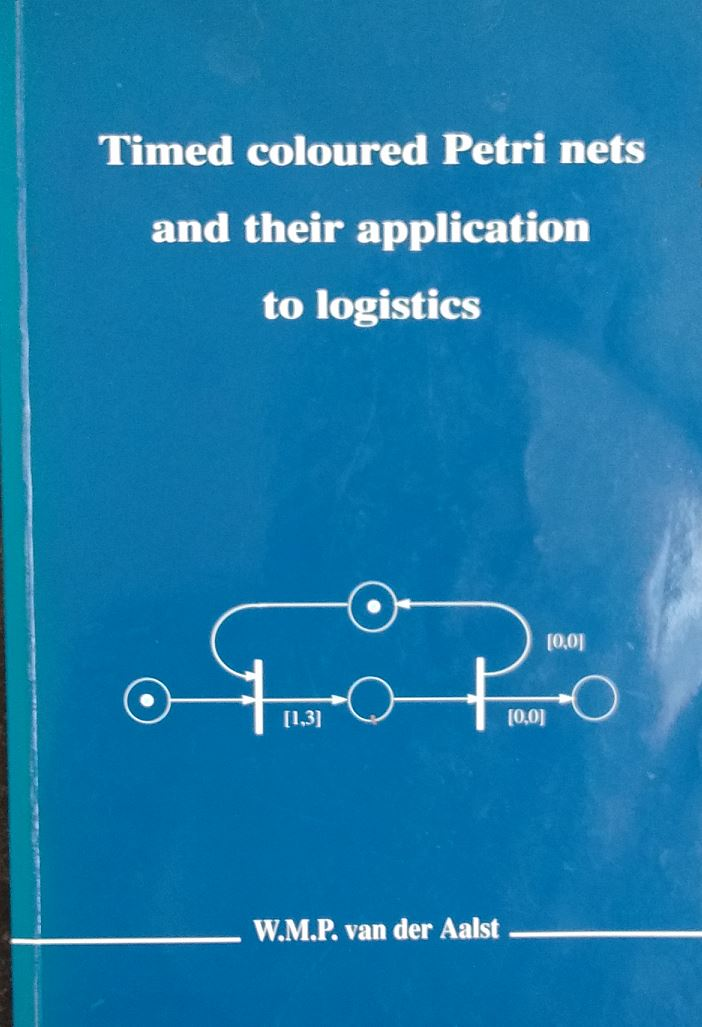 Timed coloured Petri nets
and their application
to logistics
[0,0]
[1,3]
[0,0]
W.M.P. van der Aalst